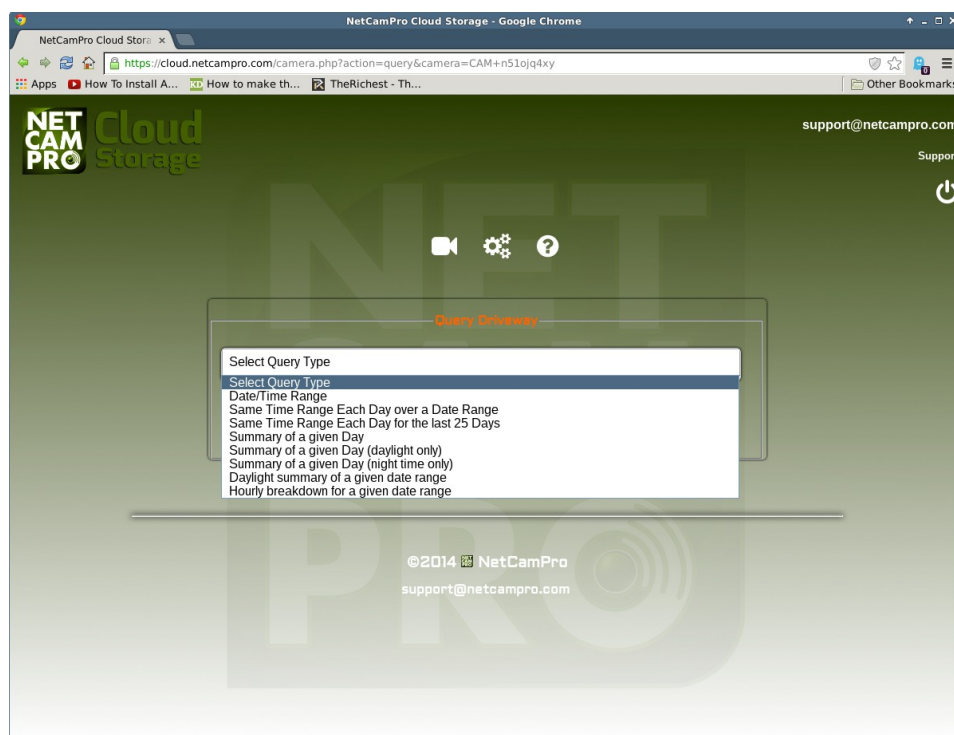 NetCamPro Cloud Storage - Google Chrome
NetCamPro Cloud Stora
https://cloud.netcampro.com/camera.php?action=query&camera=CAM+n51ojq4xy
0
Apps How To Install A... How to make th... TheRichest - Th... Other Bookmarks
NET CAM PRO Cloud Storage
support@netcampro.com
Suppor
Query Driveway
Select Query Type
Select Query Type
Date/Time Range
Same Time Range Each Day over a Date Range
Same Time Range Each Day for the last 25 Days
Summary of a given Day
Summary of a given Day (daylight only)
Summary of a given Day (night time only)
Daylight summary of a given date range
Hourly breakdown for a given date range
NET
CAM
PRO
©2014 NetCamPro
support@netcampro.com